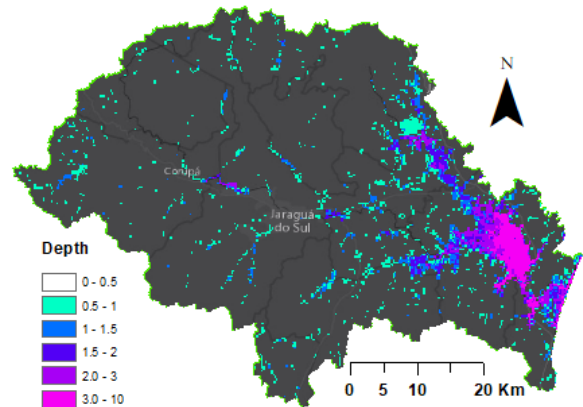 N
Corupá
Jaraguá
do Sul
Depth
0 - 0.5
0.5 - 1
1 - 1.5
1.5 - 2
2.0 - 3
3.0 - 10
0 5 10 20 Km